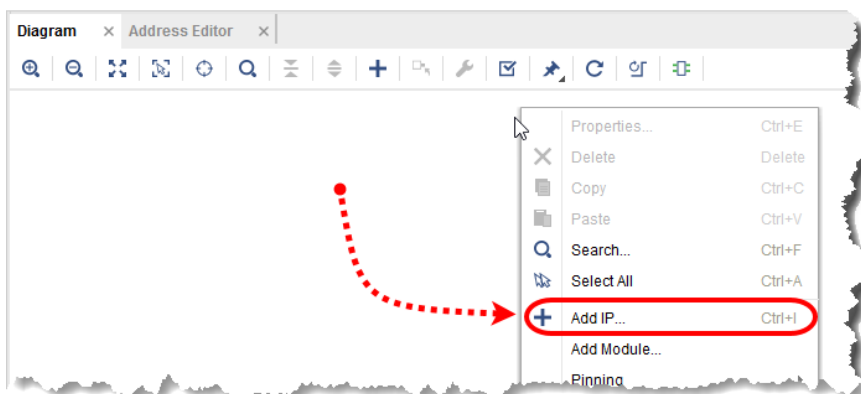 Diagram × Address Editor ×
Properties... Ctrl+E
Delete Delete
Copy Ctrl+C
Paste Ctrl+V
Search... Ctrl+F
Select All Ctrl+A
Add IP... Ctrl+I
Add Module...
Pinning